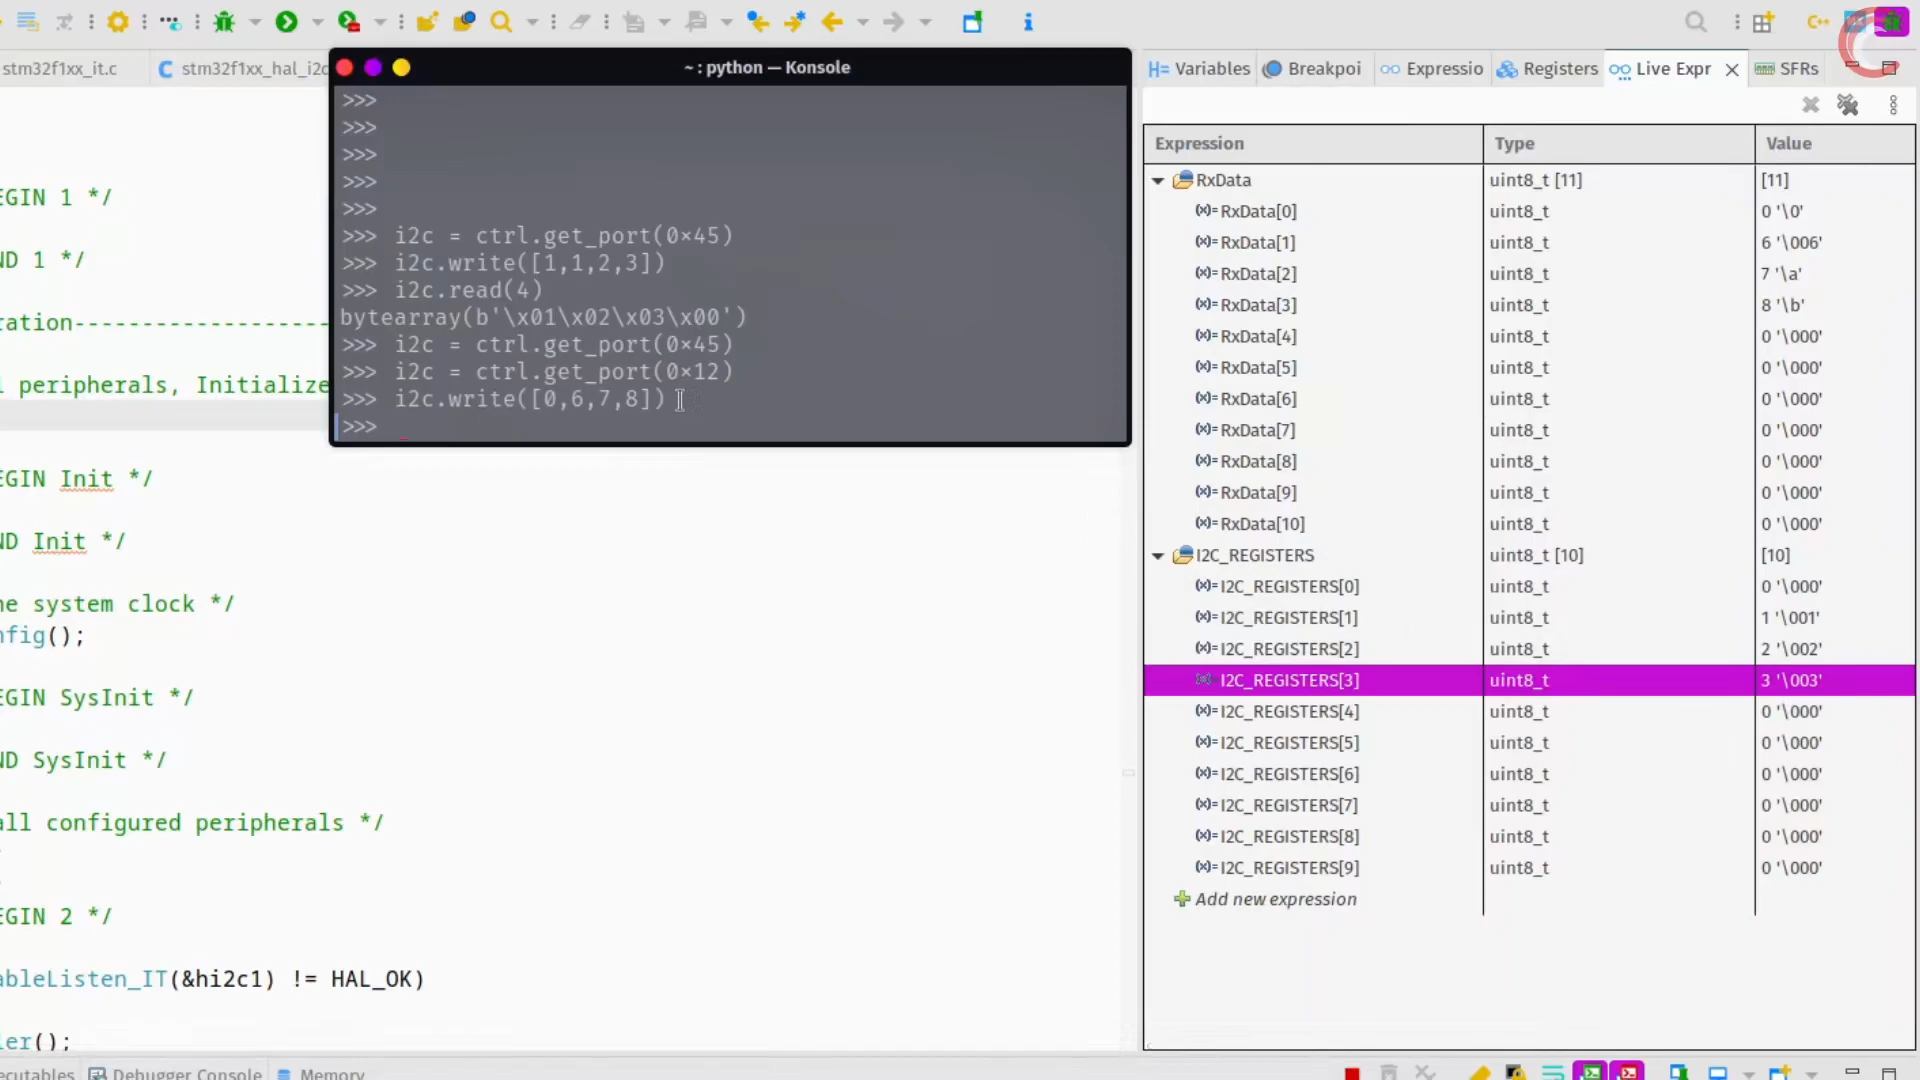 stm32f1xx_it.c
stm32f1xx_hal_i2c
EGIN 1 */
ND 1 */
ration-------------------
l peripherals, Initialize
EGIN Init */
ND Init */
he system clock */
nfig();
EGIN SysInit */
ND SysInit */
all configured peripherals */
EGIN 2 */
ableListen_IT(&hi2c1) != HAL_OK)
ler();
ecutables Debugger Console Memory
~ : python — Konsole
>>>
>>>
>>>
>>>
>>>
>>> i2c = ctrl.get_port(0×45)
>>> i2c.write([1,1,2,3])
>>> i2c.read(4)
bytearray(b'\x01\x02\x03\x00')
>>> i2c = ctrl.get_port(0×45)
>>> i2c = ctrl.get_port(0×12)
>>> i2c.write([0,6,7,8])
>>>
Variables Breakpoi Expressio Registers Live Expr SFRs
Expression Type Value
RxData uint8_t [11] [11]
RxData[0] uint8_t 0 '\0'
RxData[1] uint8_t 6 '\006'
RxData[2] uint8_t 7 '\a'
RxData[3] uint8_t 8 '\b'
RxData[4] uint8_t 0 '\000'
RxData[5] uint8_t 0 '\000'
RxData[6] uint8_t 0 '\000'
RxData[7] uint8_t 0 '\000'
RxData[8] uint8_t 0 '\000'
RxData[9] uint8_t 0 '\000'
RxData[10] uint8_t 0 '\000'
I2C_REGISTERS uint8_t [10] [10]
I2C_REGISTERS[0] uint8_t 0 '\000'
I2C_REGISTERS[1] uint8_t 1 '\001'
I2C_REGISTERS[2] uint8_t 2 '\002'
I2C_REGISTERS[3] uint8_t 3 '\003'
I2C_REGISTERS[4] uint8_t 0 '\000'
I2C_REGISTERS[5] uint8_t 0 '\000'
I2C_REGISTERS[6] uint8_t 0 '\000'
I2C_REGISTERS[7] uint8_t 0 '\000'
I2C_REGISTERS[8] uint8_t 0 '\000'
I2C_REGISTERS[9] uint8_t 0 '\000'
Add new expression